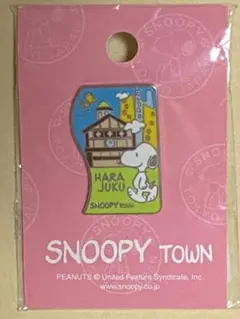 HARA
JUKU
SNOOPY TOWN
SNOOPY TOWN
PEANUTS © United Feature Syndicate, Inc.
www.snoopy.co.jp